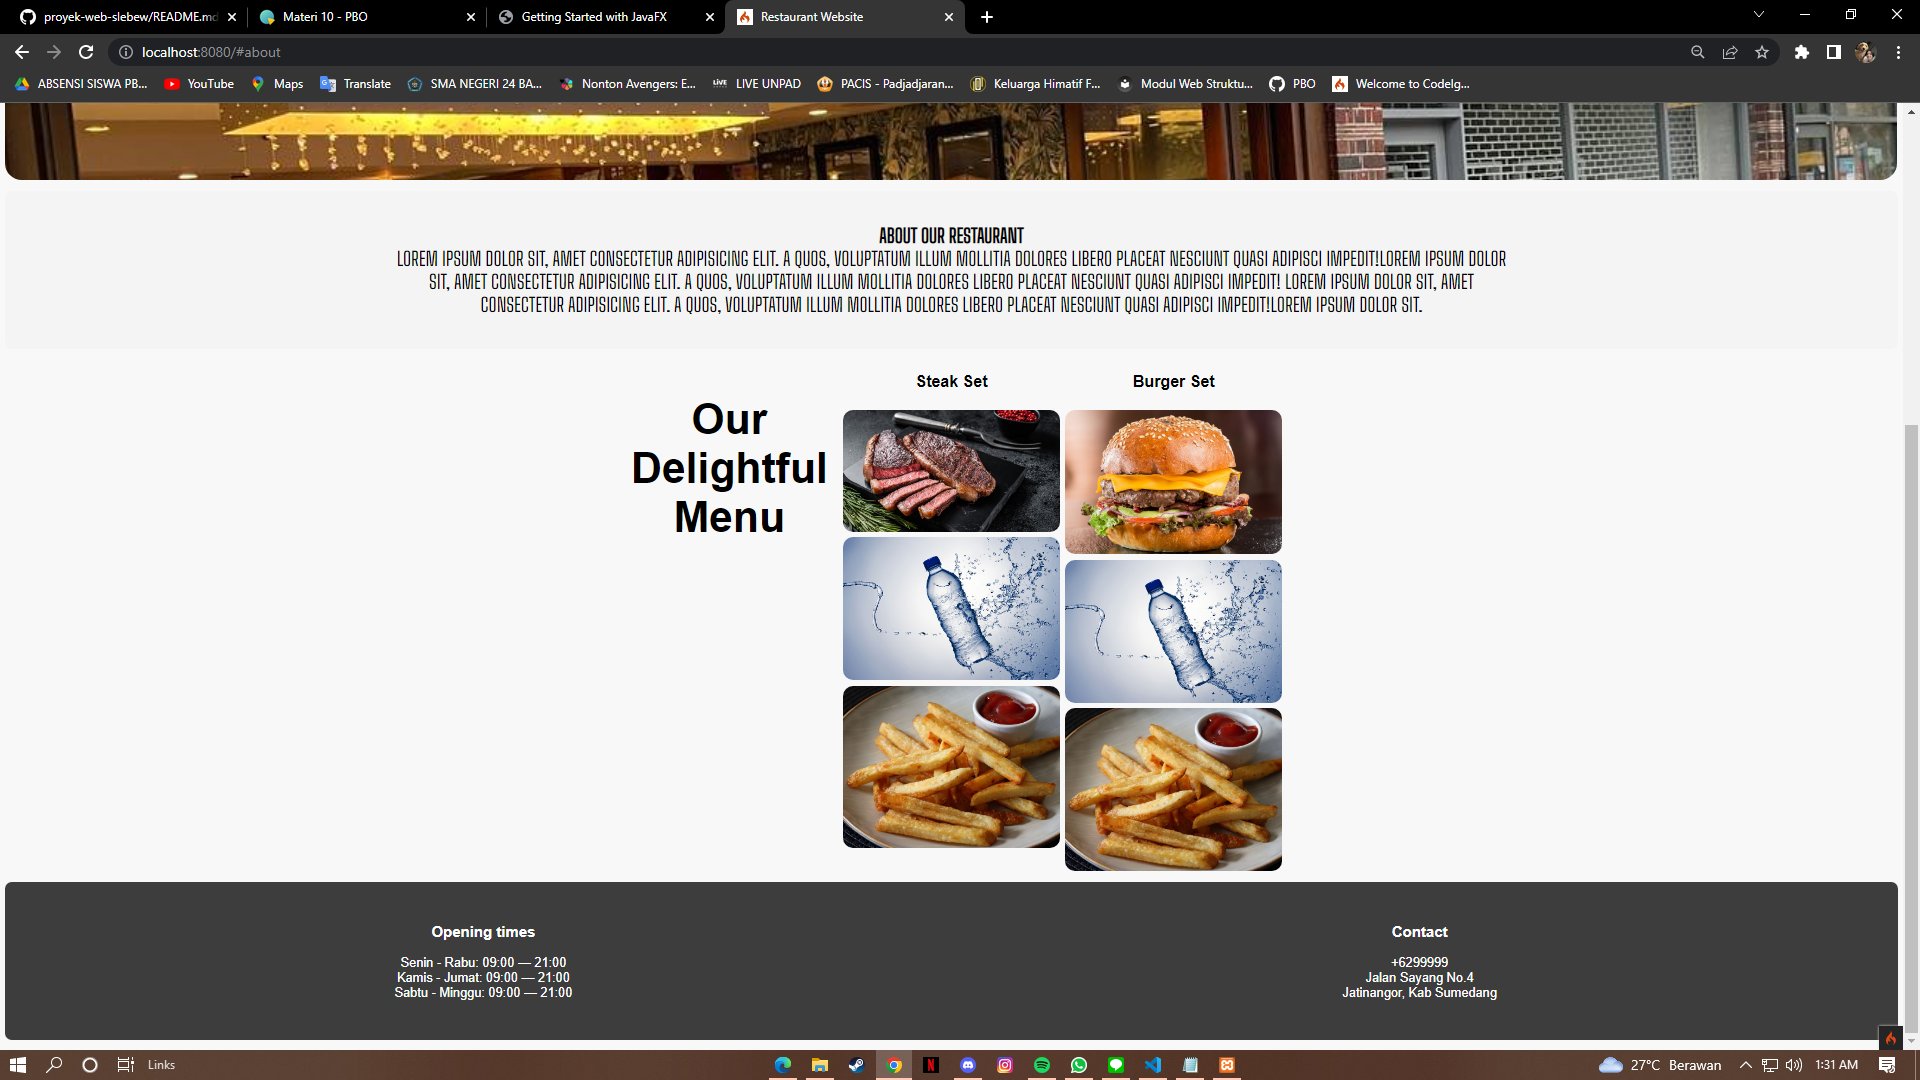 proyek-web-slebew/README.md
Materi 10 - PBO
Getting Started with JavaFX
Restaurant Website
localhost:8080/#about
ABSENSI SISWA PB...
YouTube
Maps
Translate
SMA NEGERI 24 BA...
Nonton Avengers: E...
LIVE
LIVE UNPAD
PACIS - Padjadjaran...
Keluarga Himatif F...
Modul Web Struktu...
PBO
Welcome to CodeIg...
ABOUT OUR RESTAURANT
LOREM IPSUM DOLOR SIT, AMET CONSECTETUR ADIPISICING ELIT. A QUOS, VOLUPTATUM ILLUM MOLLITIA DOLORES LIBERO PLACEAT NESCIUNT QUASI ADIPISCI IMPEDIT!LOREM IPSUM DOLOR
SIT, AMET CONSECTETUR ADIPISICING ELIT. A QUOS, VOLUPTATUM ILLUM MOLLITIA DOLORES LIBERO PLACEAT NESCIUNT QUASI ADIPISCI IMPEDIT! LOREM IPSUM DOLOR SIT, AMET
CONSECTETUR ADIPISICING ELIT. A QUOS, VOLUPTATUM ILLUM MOLLITIA DOLORES LIBERO PLACEAT NESCIUNT QUASI ADIPISCI IMPEDIT!LOREM IPSUM DOLOR SIT.
Our
Delightful
Menu
Steak Set
Burger Set
Opening times
Senin - Rabu: 09:00 — 21:00
Kamis - Jumat: 09:00 — 21:00
Sabtu - Minggu: 09:00 — 21:00
Contact
+6299999
Jalan Sayang No.4
Jatinangor, Kab Sumedang
Links
27°C Berawan
1:31 AM